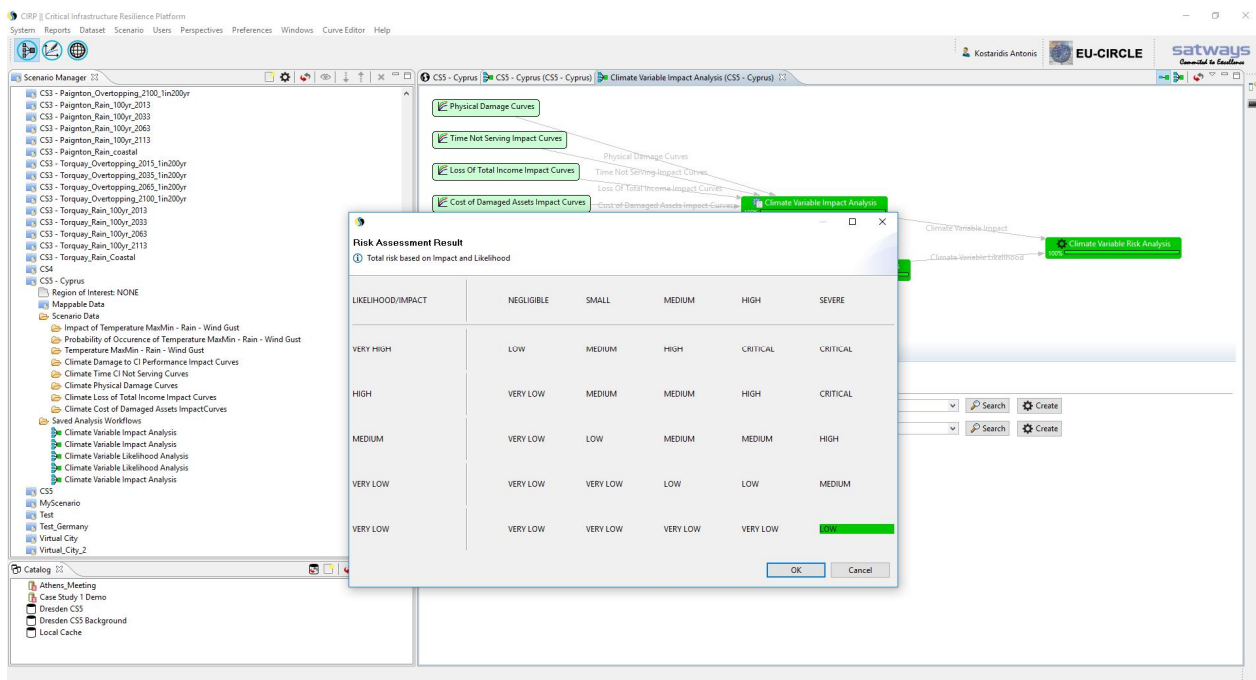 CIRP || Critical Infrastructure Resilience Platform
System Reports Dataset Scenario Users Perspectives Preferences Windows Curve Editor Help
Kostaridis Antonis
EU-CIRCLE
satways
Committed to Excellence
Scenario Manager
CS3 - Paignton_Overtopping_2100_1in200yr
CS3 - Paignton_Rain_100yr_2013
CS3 - Paignton_Rain_100yr_2033
CS3 - Paignton_Rain_100yr_2063
CS3 - Paignton_Rain_100yr_2113
CS3 - Paignton_Rain_coastal
CS3 - Torquay_Overtopping_2015_1in200yr
CS3 - Torquay_Overtopping_2035_1in200yr
CS3 - Torquay_Overtopping_2065_1in200yr
CS3 - Torquay_Overtopping_2100_1in200yr
CS3 - Torquay_Rain_100yr_2013
CS3 - Torquay_Rain_100yr_2033
CS3 - Torquay_Rain_100yr_2063
CS3 - Torquay_Rain_100yr_2113
CS3 - Torquay_Rain_Coastal
CS4
CS5 - Cyprus
Region of Interest: NONE
Mappable Data
Scenario Data
Impact of Temperature MaxMin - Rain - Wind Gust
Probability of Occurence of Temperature MaxMin - Rain - Wind Gust
Temperature MaxMin - Rain - Wind Gust
Climate Damage to CI Performance Impact Curves
Climate Time CI Not Serving Curves
Climate Physical Damage Curves
Climate Loss of Total Income Impact Curves
Climate Cost of Damaged Assets ImpactCurves
Saved Analysis Workflows
Climate Variable Impact Analysis
Climate Variable Impact Analysis
Climate Variable Likelihood Analysis
Climate Variable Likelihood Analysis
Climate Variable Impact Analysis
CS5
MyScenario
Test
Test_Germany
Virtual City
Virtual_City_2
Catalog
Athens_Meeting
Case Study 1 Demo
Dresden CS5
Dresden CS5 Background
Local Cache
CS5 - Cyprus
CS5 - Cyprus (CS5 - Cyprus)
Climate Variable Impact Analysis (CS5 - Cyprus)
Physical Damage Curves
Time Not Serving Impact Curves
Loss Of Total Income Impact Curves
Cost of Damaged Assets Impact Curves
Physical Damage Curves
Time Not Serving Impact Curves
Loss Of Total Income Impact Curves
Cost of Damaged Assets Impact Curves
Climate Variable Impact Analysis
Climate Variable Impact
Climate Variable Likelihood
Climate Variable Risk Analysis
100%
Search Create
Search Create
Risk Assessment Result
Total risk based on Impact and Likelihood
LIKELIHOOD/IMPACT NEGLIGIBLE SMALL MEDIUM HIGH SEVERE
VERY HIGH LOW MEDIUM HIGH CRITICAL CRITICAL
HIGH VERY LOW MEDIUM MEDIUM HIGH CRITICAL
MEDIUM VERY LOW LOW MEDIUM MEDIUM HIGH
VERY LOW VERY LOW VERY LOW LOW LOW MEDIUM
VERY LOW VERY LOW VERY LOW VERY LOW VERY LOW LOW
OK Cancel